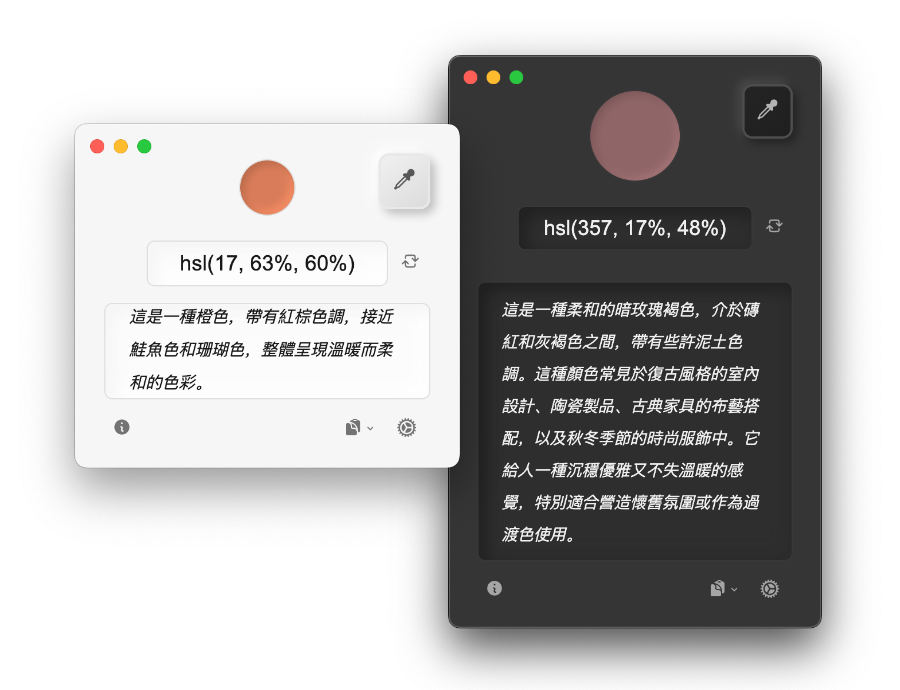 hsl(17, 63%, 60%)
這是一種橙色，帶有紅棕色調，接近
鮭魚色和珊瑚色，整體呈現溫暖而柔
和的色彩。
hsl(357, 17%, 48%)
這是一種柔和的暗玫瑰褐色，介於磚
紅和灰褐色之間，帶有些許泥土色
調。這種顏色常見於復古風格的室內
設計、陶瓷製品、古典家具的布藝搭
配，以及秋冬季節的時尚服飾中。它
給人一種沉穩優雅又不失溫暖的感
覺，特別適合營造懷舊氛圍或作為過
渡色使用。